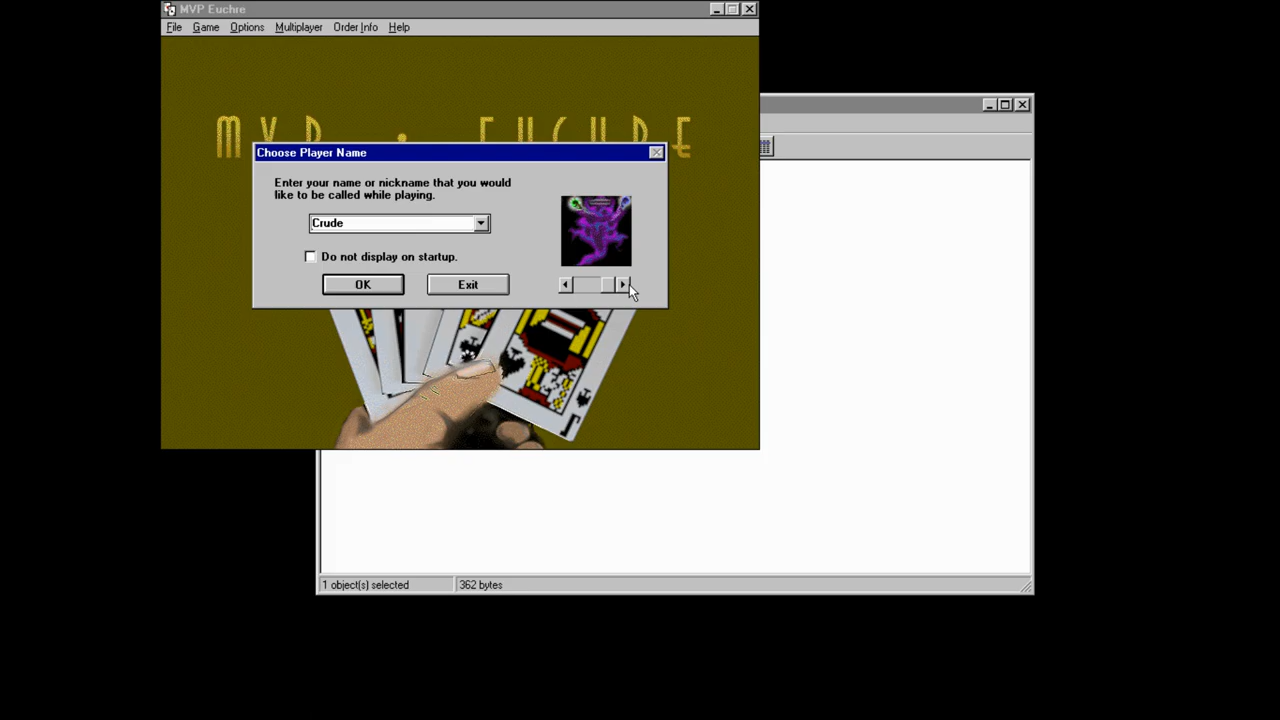 MVP Euchre
File Game Options Multiplayer Order Info Help
MVP · EUCHRE
Choose Player Name
Enter your name or nickname that you would
like to be called while playing.
Crude
Do not display on startup.
OK Exit
J
1 object(s) selected 362 bytes